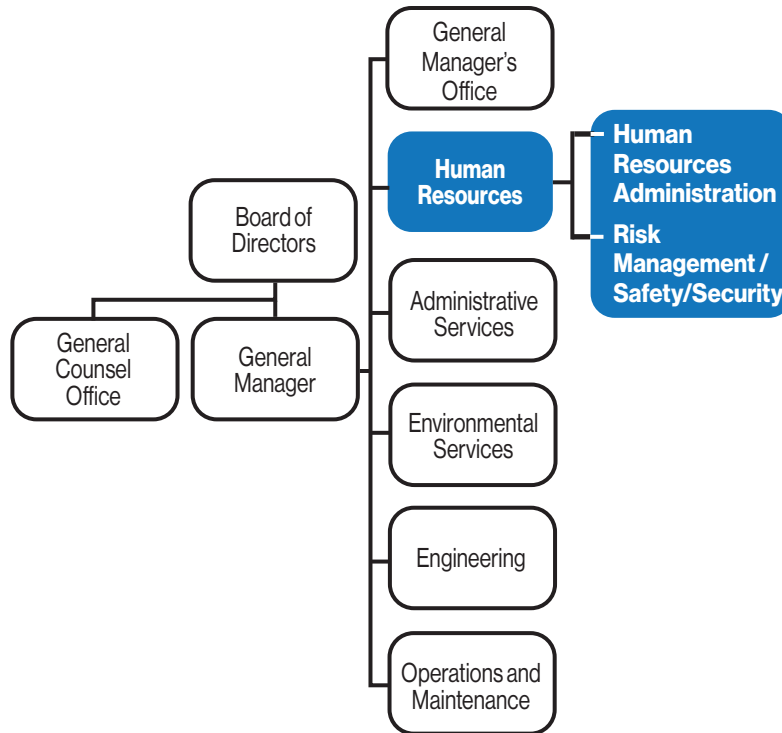 General
Manager's
Office
Human
Resources
Human
Resources
Administration
Risk
Management /
Safety/Security
Board of
Directors
General
Counsel
Office
General
Manager
Administrative
Services
Environmental
Services
Engineering
Operations and
Maintenance